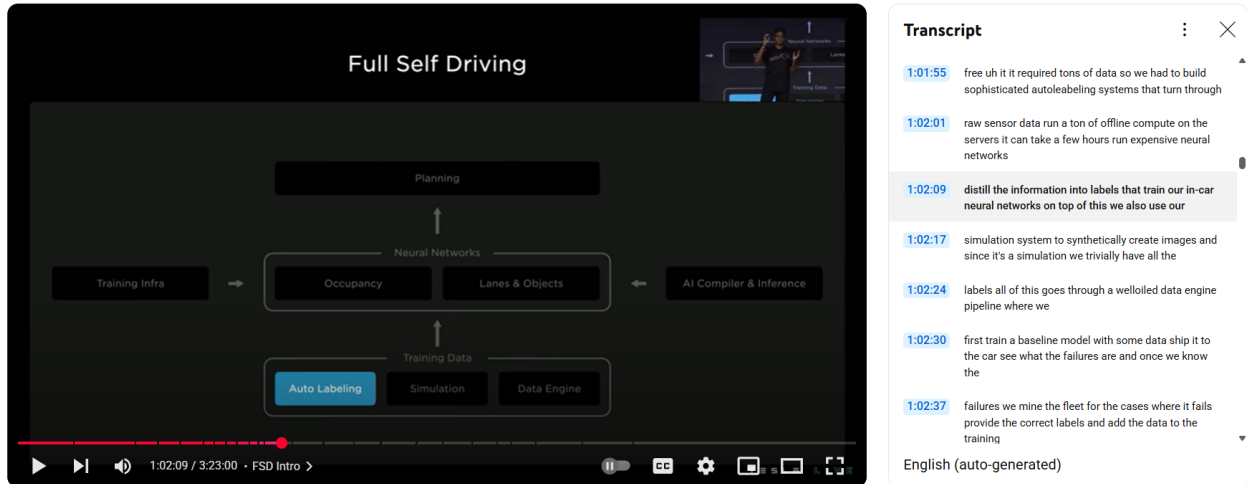 Full Self Driving
Neural Networks
Lanes
Training Data
Planning
Neural Networks
Training Infra
Occupancy
Lanes & Objects
AI Compiler & Inference
Training Data
Auto Labeling
Simulation
Data Engine
1:02:09 / 3:23:00 • FSD Intro
CC
Transcript
1:01:55
free uh it it required tons of data so we had to build
sophisticated autoleabeling systems that turn through
1:02:01
raw sensor data run a ton of offline compute on the
servers it can take a few hours run expensive neural
networks
1:02:09
distill the information into labels that train our in-car
neural networks on top of this we also use our
1:02:17
simulation system to synthetically create images and
since it's a simulation we trivially have all the
1:02:24
labels all of this goes through a welloiled data engine
pipeline where we
1:02:30
first train a baseline model with some data ship it to
the car see what the failures are and once we know
the
1:02:37
failures we mine the fleet for the cases where it fails
provide the correct labels and add the data to the
training
English (auto-generated)